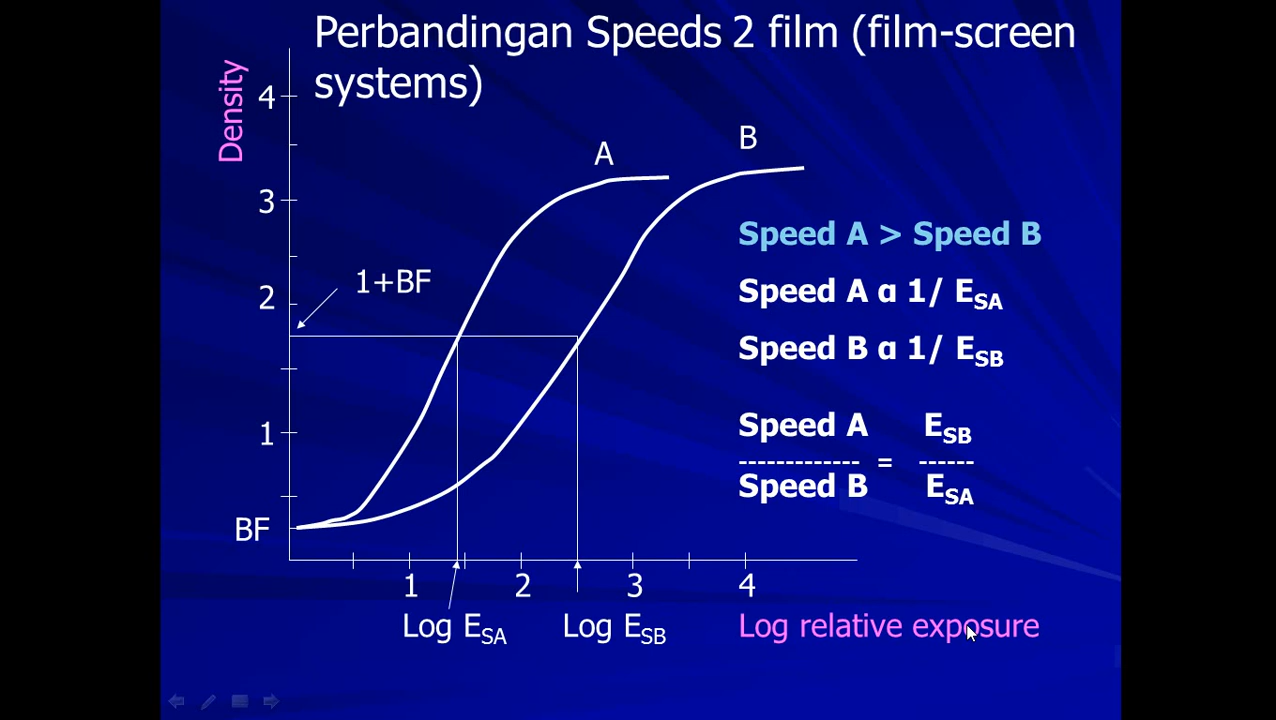 Perbandingan Speeds 2 film (film-screen
systems)
Density
4
3
2
1
BF
1+BF
A
B
Speed A > Speed B
Speed A α 1/ ESA
Speed B α 1/ ESB
Speed A ESB
------------- = ------
Speed B ESA
1 2 3 4
Log ESA Log ESB Log relative exposure